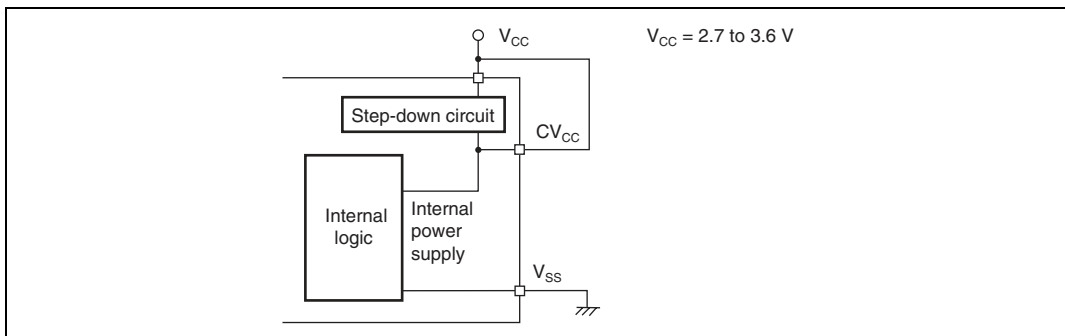 V_CC
V_CC = 2.7 to 3.6 V
Step-down circuit
CV_CC
Internal
logic
Internal
power
supply
V_SS